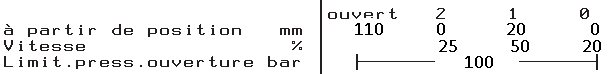 ouvert 2 1 0
à partir de position mm 110 0 20 0
Vitesse % 25 50 20
Limit.press.ouverture bar 100